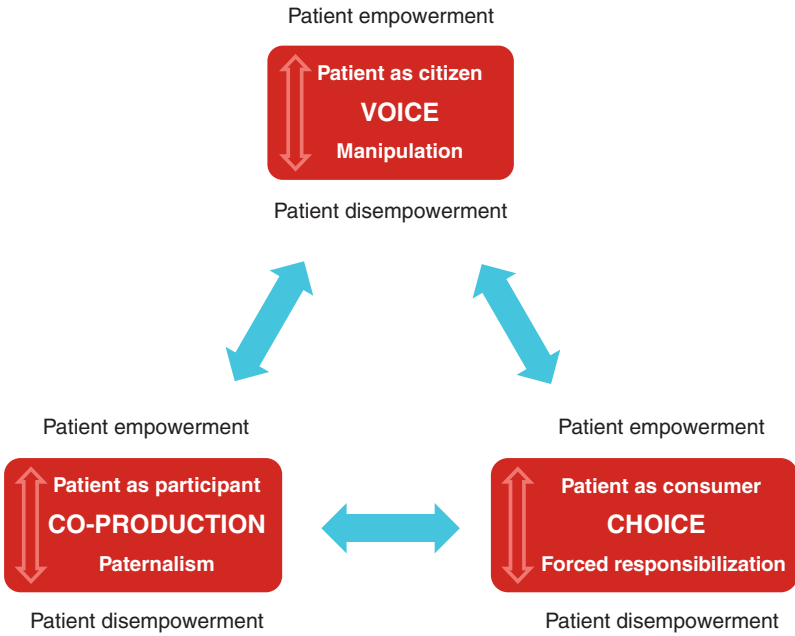 Patient empowerment
Patient as citizen
VOICE
Manipulation
Patient disempowerment
Patient empowerment
Patient as participant
CO-PRODUCTION
Paternalism
Patient disempowerment
Patient empowerment
Patient as consumer
CHOICE
Forced responsibilization
Patient disempowerment